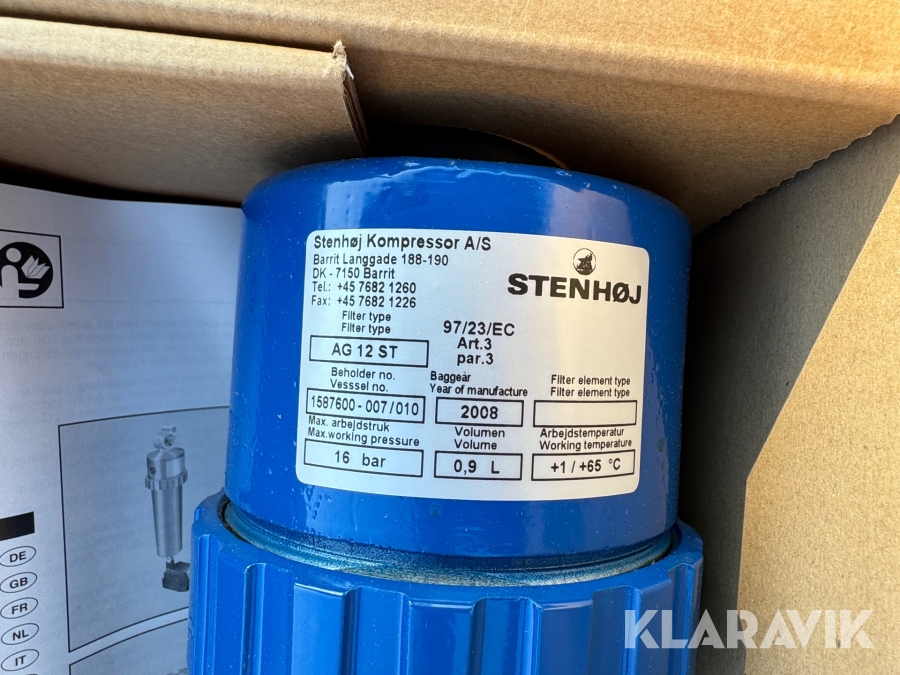 Stenhøj Kompressor A/S
Barrit Langgade 188-190
DK - 7150 Barrit
Tel.: +45 7682 1260
Fax: +45 7682 1226
STENHØJ
Filter type
Filter type
AG 12 ST
97/23/EC
Art.3
par.3
Beholder no.
Vesssel no.
1587600-007/010
Baggeår
Year of manufacture
2008
Filter element type
Filter element type
Max. arbejdstruk
Max.working pressure
16 bar
Volumen
Volume
0,9 L
Arbejdstemperatur
Working temperature
+1 / +65 °C
DE
GB
FR
NL
IT
KLARAVIK